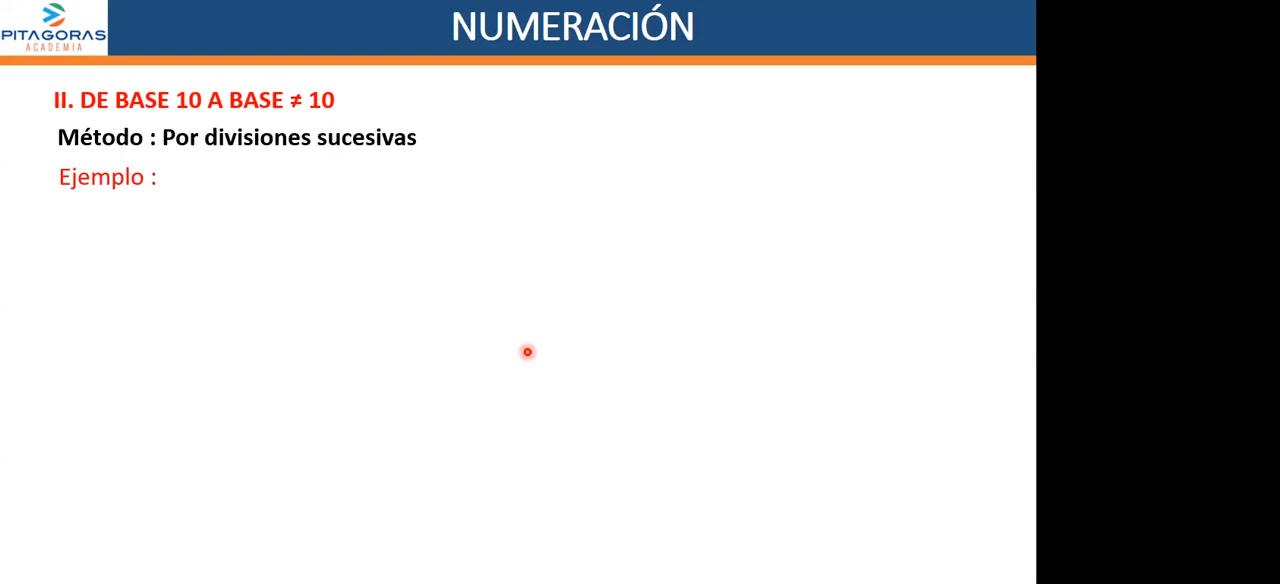 PITAGORAS
ACADEMIA
NUMERACIÓN
II. DE BASE 10 A BASE ≠ 10
Método : Por divisiones sucesivas
Ejemplo :